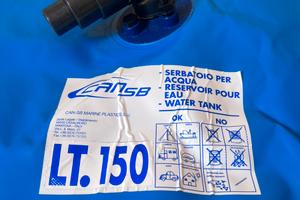 CAN SB
CAN-SB MARINE PLASTICS
- SERBATOIO PER
ACQUA
- RESERVOIR POUR
EAU
- WATER TANK
OK NO
LT. 150